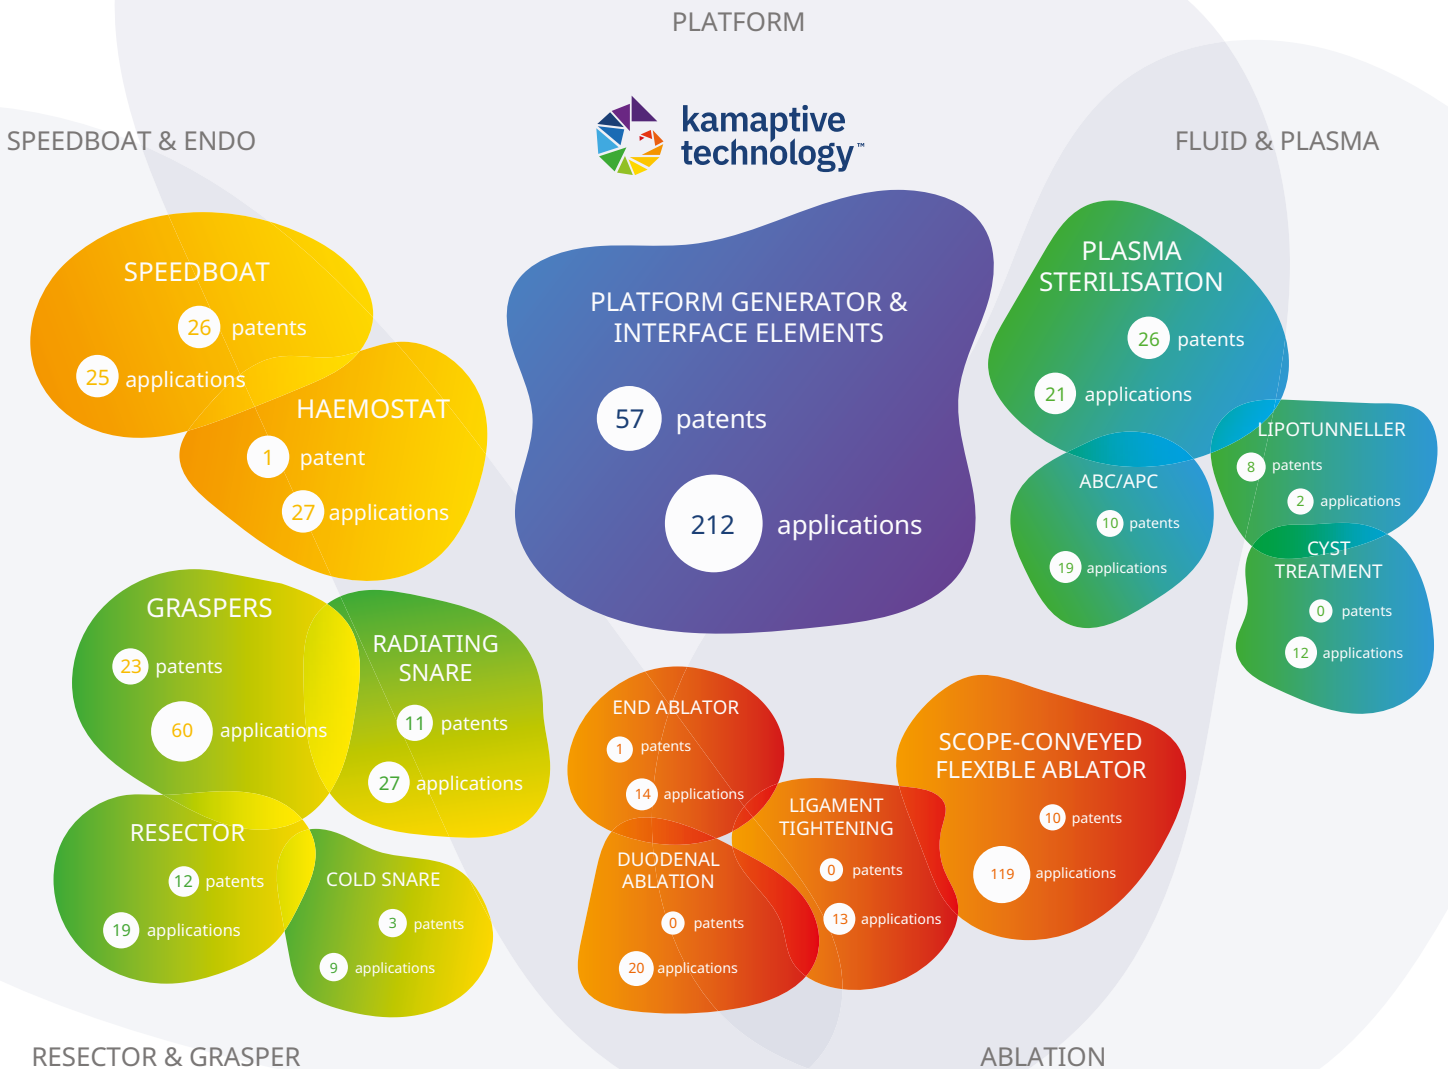 PLATFORM
kamaptive
technology™
SPEEDBOAT & ENDO
FLUID & PLASMA
SPEEDBOAT
26 patents
25 applications
HAEMOSTAT
1 patent
27 applications
PLATFORM GENERATOR &
INTERFACE ELEMENTS
57 patents
212 applications
PLASMA
STERILISATION
26 patents
21 applications
LIPOTUNNELLER
8 patents
2 applications
ABC/APC
10 patents
19 applications
CYST
TREATMENT
0 patents
12 applications
GRASPERS
23 patents
60 applications
RADIATING
SNARE
11 patents
27 applications
RESECTOR
12 patents
19 applications
COLD SNARE
3 patents
9 applications
END ABLATOR
1 patents
14 applications
LIGAMENT
TIGHTENING
0 patents
13 applications
DUODENAL
ABLATION
0 patents
20 applications
SCOPE-CONVEYED
FLEXIBLE ABLATOR
10 patents
119 applications
RESECTOR & GRASPER
ABLATION